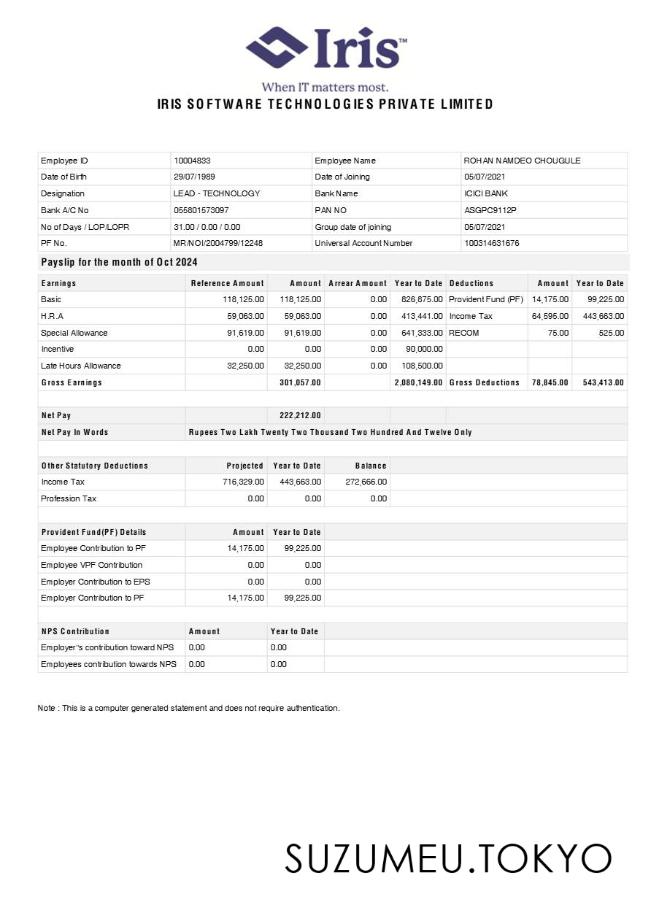 Iris™
When IT matters most.
IRIS SOFTWARE TECHNOLOGIES PRIVATE LIMITED
Employee ID 10004833 Employee Name ROHAN NAMDEO CHOUGULE
Date of Birth 29/07/1989 Date of Joining 05/07/2021
Designation LEAD - TECHNOLOGY Bank Name ICICI BANK
Bank A/C No 055801573097 PAN NO ASGPC9112P
No of Days / LOP/LOPR 31.00 / 0.00 / 0.00 Group date of joining 05/07/2021
PF No. MR/NOI/2004799/12248 Universal Account Number 100314631676
Payslip for the month of Oct 2024
Earnings Reference Amount Amount Arrear Amount Year to Date Deductions Amount Year to Date
Basic 118,125.00 118,125.00 0.00 826,875.00 Provident Fund (PF) 14,175.00 99,225.00
H.R.A 59,063.00 59,063.00 0.00 413,441.00 Income Tax 64,595.00 443,663.00
Special Allowance 91,619.00 91,619.00 0.00 641,333.00 RECOM 75.00 525.00
Incentive 0.00 0.00 0.00 90,000.00
Late Hours Allowance 32,250.00 32,250.00 0.00 108,500.00
Gross Earnings 301,057.00 2,080,149.00 Gross Deductions 78,845.00 543,413.00
Net Pay 222,212.00
Net Pay In Words Rupees Two Lakh Twenty Two Thousand Two Hundred And Twelve Only
Other Statutory Deductions Projected Year to Date Balance
Income Tax 716,329.00 443,663.00 272,666.00
Profession Tax 0.00 0.00 0.00
Provident Fund(PF) Details Amount Year to Date
Employee Contribution to PF 14,175.00 99,225.00
Employee VPF Contribution 0.00 0.00
Employer Contribution to EPS 0.00 0.00
Employer Contribution to PF 14,175.00 99,225.00
NPS Contribution Amount Year to Date
Employer"s contribution toward NPS 0.00 0.00
Employees contribution towards NPS 0.00 0.00
Note : This is a computer generated statement and does not require authentication.
SUZUMEU.TOKYO